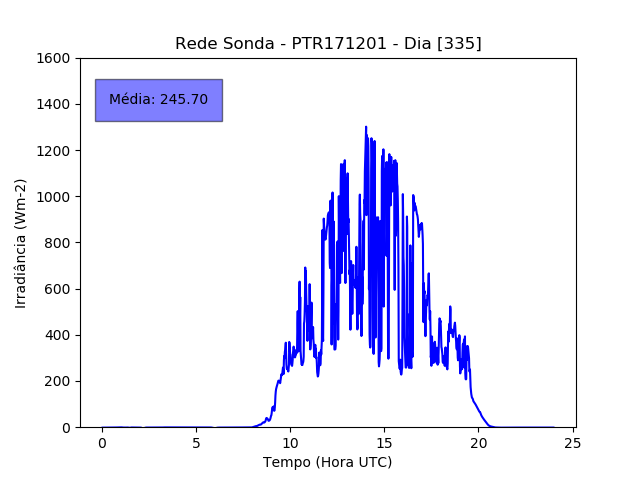 Rede Sonda - PTR171201 - Dia [335]
1600
1400
1200
1000
800
600
400
200
0
Irradiância (Wm-2)
Média: 245.70
0 5 10 15 20 25
Tempo (Hora UTC)